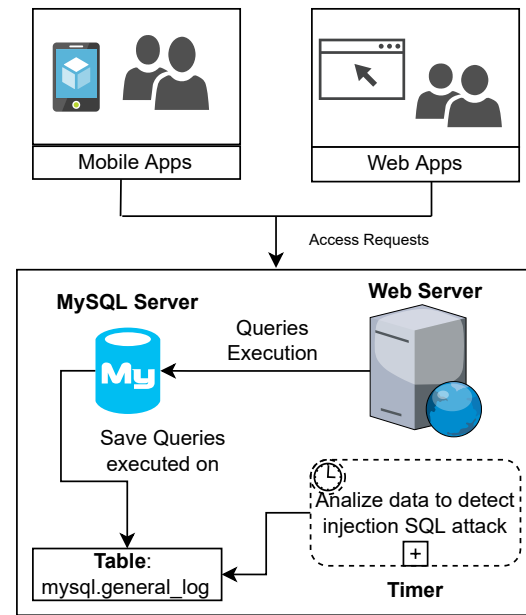 Mobile Apps
Web Apps
Access Requests
MySQL Server
Web Server
Queries
Execution
My
Save Queries
executed on
Analize data to detect
injection SQL attack
+
Table:
mysql.general_log
Timer